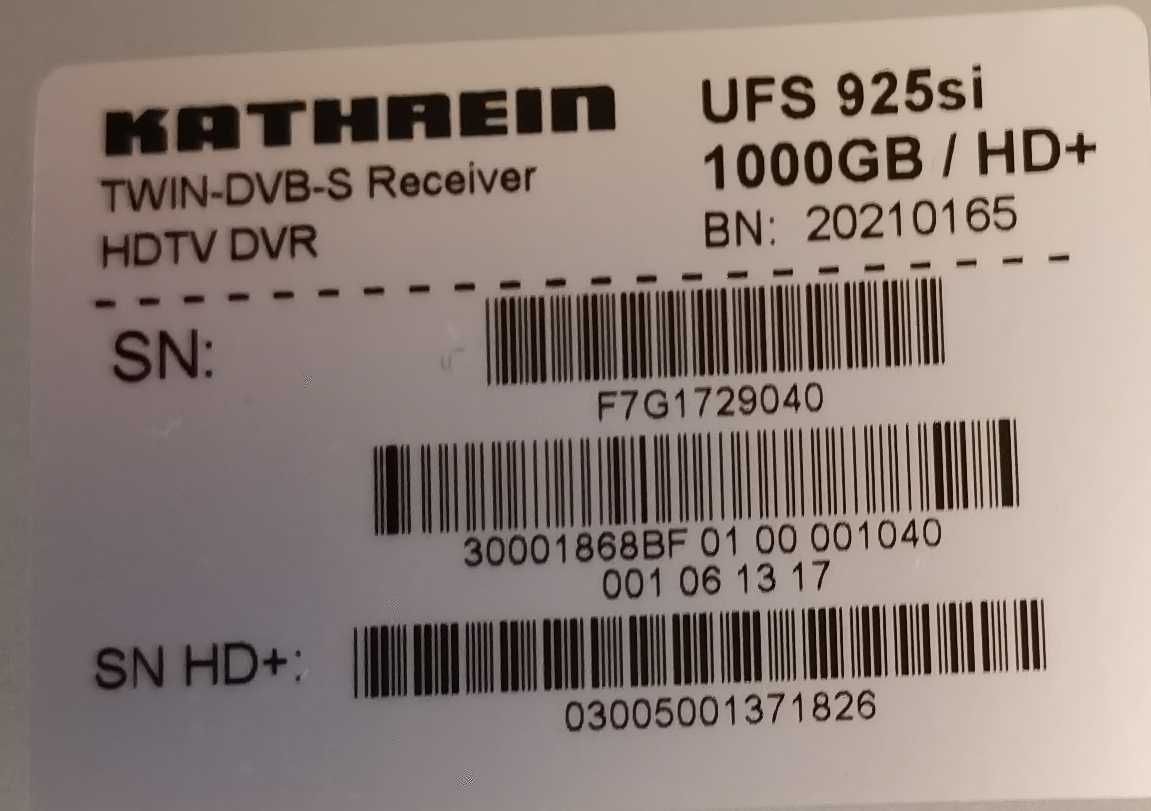 KATHREIN
TWIN-DVB-S Receiver
HDTV DVR
UFS 925si
1000GB / HD+
BN: 20210165
SN:
F7G1729040
30001868BF 01 00 001040
001 06 13 17
SN HD+:
03005001371826